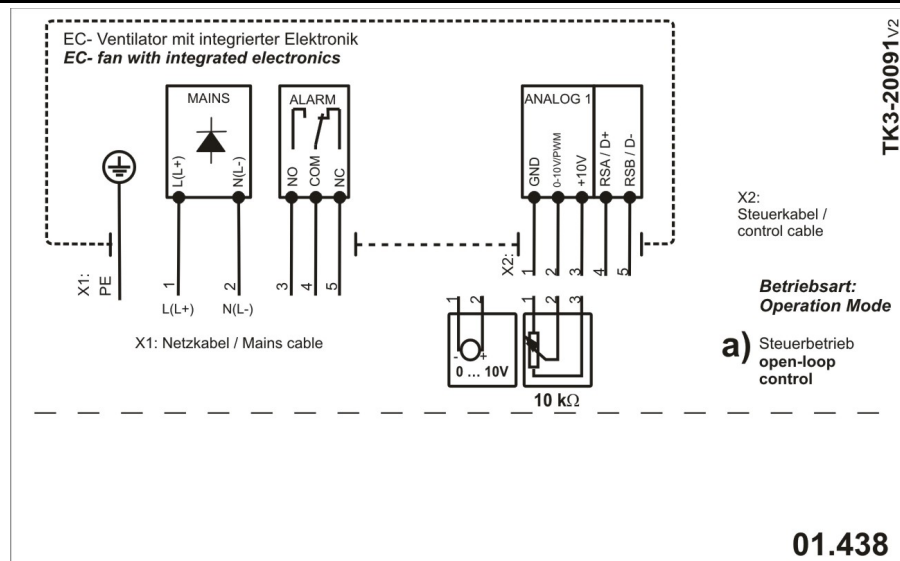 EC- Ventilator mit integrierter Elektronik
EC- fan with integrated electronics
TK3-20091 V2
MAINS
L(L+)
N(L-)
ALARM
NO
COM
NC
ANALOG 1
GND
0-10V/PWM
+10V
RSA / D+
RSB / D-
X1:
PE
1
2
3
4
5
L(L+)
N(L-)
X1: Netzkabel / Mains cable
X2:
1
2
3
4
5
X2:
Steuerkabel /
control cable
1
2
- +
0 ... 10V
1
2
3
10 kΩ
Betriebsart:
Operation Mode
a) Steuerbetrieb
open-loop
control
01.438